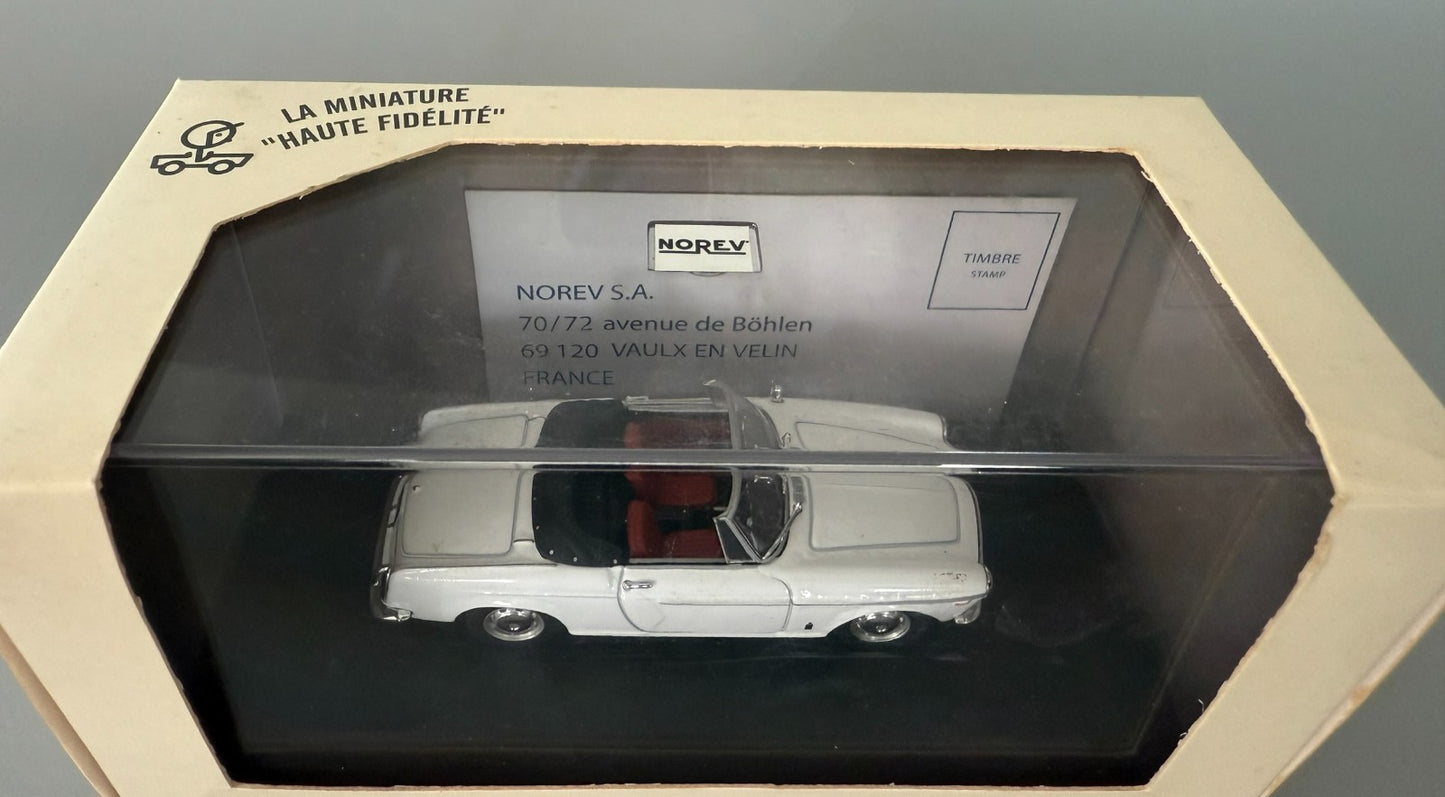 LA MINIATURE
"HAUTE FIDÉLITÉ"
NOREV
TIMBRE
STAMP
NOREV S.A.
70/72 avenue de Böhlen
69 120 VAULX EN VELIN
FRANCE